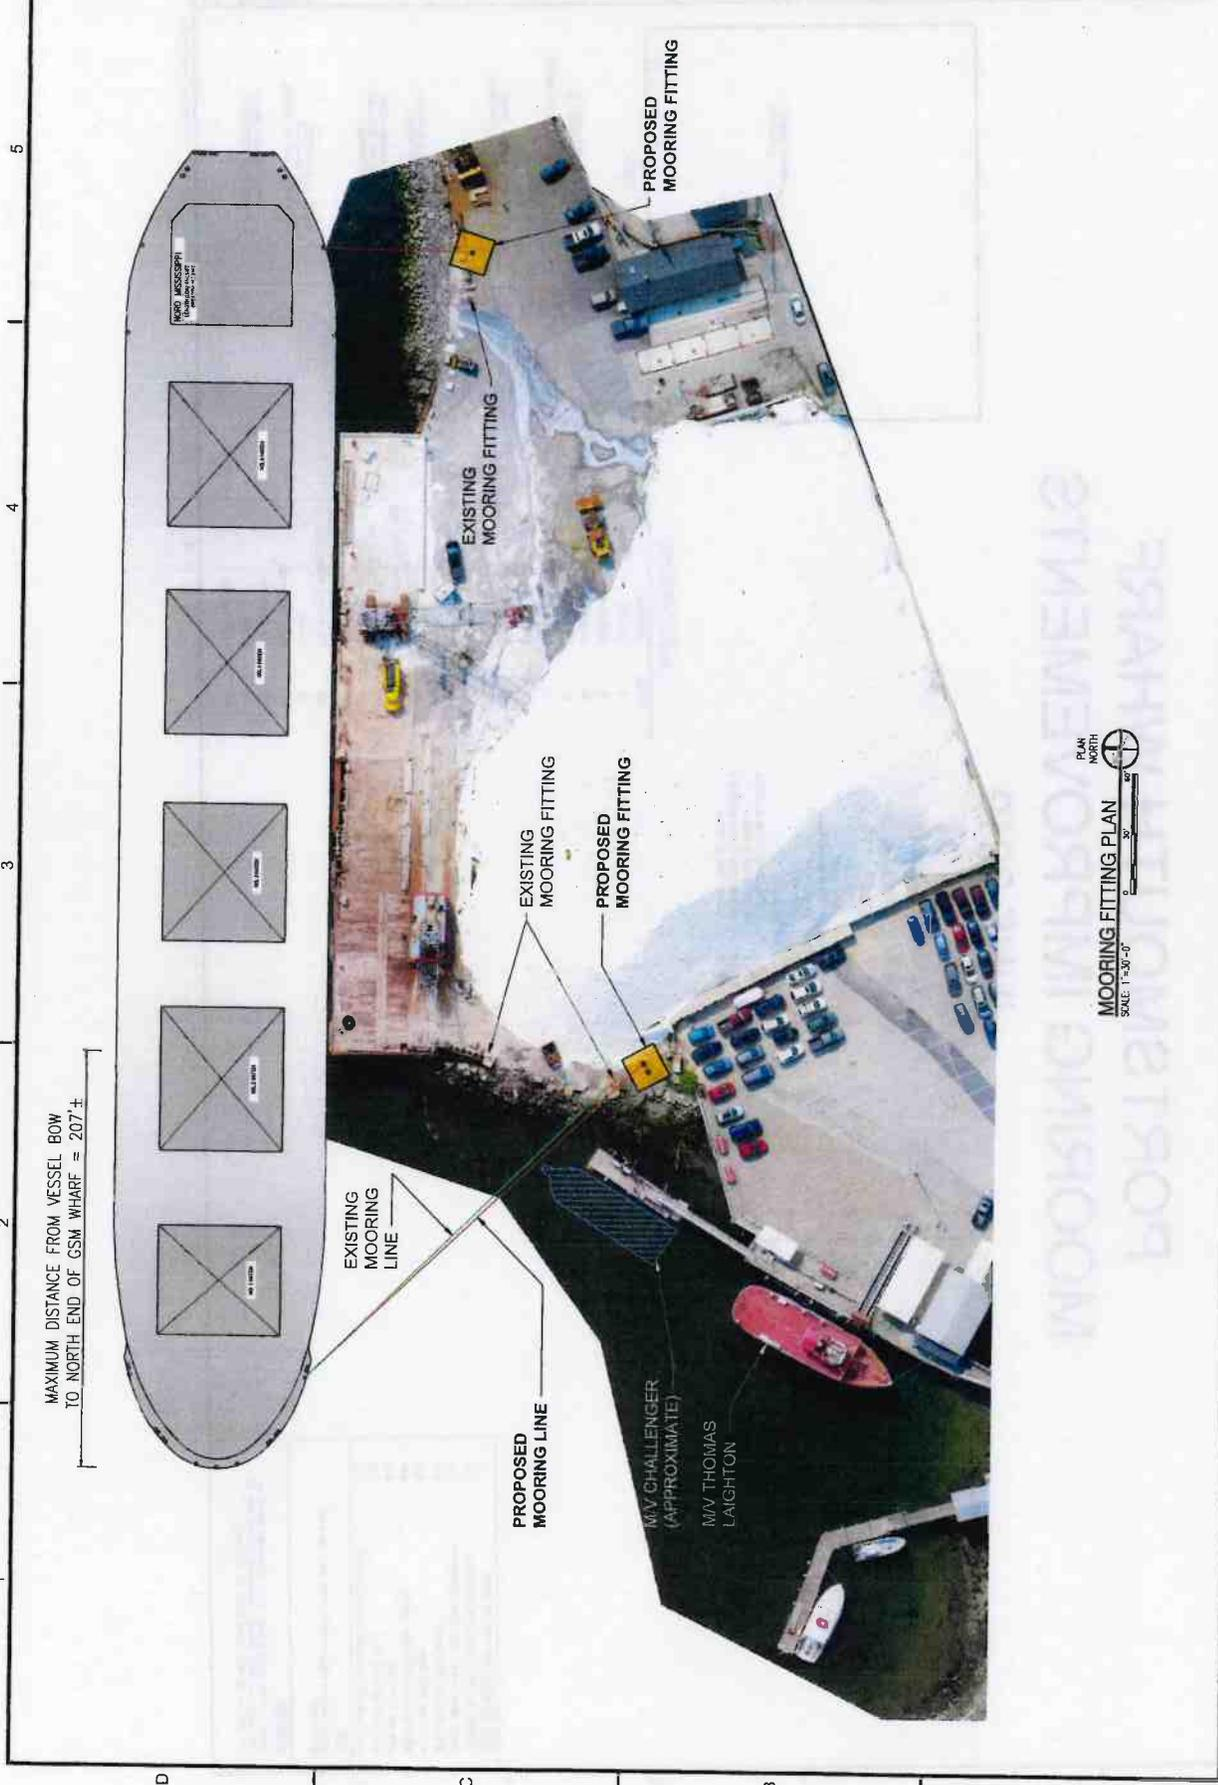 5
4
3
2
D
C
B
MAXIMUM DISTANCE FROM VESSEL BOW
TO NORTH END OF GSM WHARF = 207'±
NORD MISSISSIPPI
EXISTING
MOORING
LINE
PROPOSED
MOORING LINE
EXISTING
MOORING FITTING
PROPOSED
MOORING FITTING
EXISTING
MOORING FITTING
PROPOSED
MOORING FITTING
M/V CHALLENGER
(APPROXIMATE)
M/V THOMAS
LAIGHTON
MOORING FITTING PLAN
SCALE: 1"=30'-0"
0 30' 60'
PLAN
NORTH
PORTSMOUTH WHARF
MOORING IMPROVEMENTS